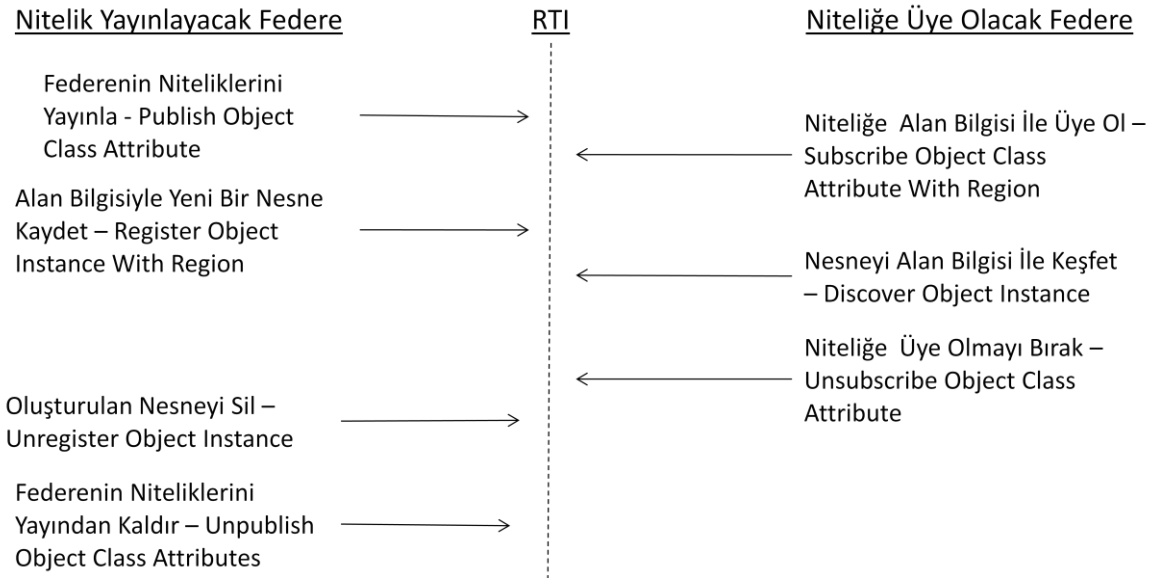 Nitelik Yayınlayacak Federe
RTI
Niteliğe Üye Olacak Federe
Federenin Niteliklerini
Yayınla - Publish Object
Class Attribute
Niteliğe Alan Bilgisi İle Üye Ol –
Subscribe Object Class
Attribute With Region
Alan Bilgisiyle Yeni Bir Nesne
Kaydet – Register Object
Instance With Region
Nesneyi Alan Bilgisi İle Keşfet
– Discover Object Instance
Niteliğe Üye Olmayı Bırak –
Unsubscribe Object Class
Attribute
Oluşturulan Nesneyi Sil –
Unregister Object Instance
Federenin Niteliklerini
Yayından Kaldır – Unpublish
Object Class Attributes